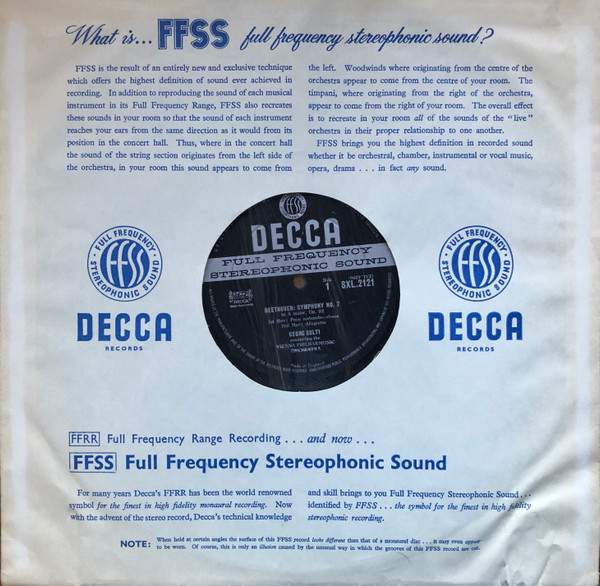 What is... FFSS full frequency stereophonic sound?
FFSS is the result of an entirely new and exclusive technique
which offers the highest definition of sound ever achieved in
recording. In addition to reproducing the sound of each musical
instrument in its Full Frequency Range, FFSS also recreates
these sounds in your room so that the sound of each instrument
reaches your ears from the same direction as it would from its
position in the concert hall. Thus, where in the concert hall
the sound of the string section originates from the left side of
the orchestra, in your room this sound appears to come from
the left. Woodwinds where originating from the centre of the
orchestra appear to come from the centre of your room. The
timpani, where originating from the right of the orchestra,
appear to come from the right of your room. The overall effect
is to recreate in your room all of the sounds of the "live"
orchestra in their proper relationship to one another.
FFSS brings you the highest definition in recorded sound
whether it be orchestral, chamber, instrumental or vocal music,
opera, drama . . . in fact any sound.
FULL FREQUENCY
FFSS
STEREOPHONIC SOUND
DECCA
RECORDS
DECCA
FULL FREQUENCY
STEREOPHONIC SOUND
Side
1
SXL.2121
BEETHOVEN: SYMPHONY NO. 7
in A major, Op. 92
GEORG SOLTI
conducting the
VIENNA PHILHARMONIC
ORCHESTRA
Made in England
FULL FREQUENCY
FFSS
STEREOPHONIC SOUND
DECCA
RECORDS
FFRR Full Frequency Range Recording . . . and now . . .
FFSS Full Frequency Stereophonic Sound
For many years Decca's FFRR has been the world renowned
symbol for the finest in high fidelity monaural recording. Now
with the advent of the stereo record, Decca's technical knowledge
and skill brings to you Full Frequency Stereophonic Sound...
identified by FFSS . . . the symbol for the finest in high fidelity
stereophonic recording.
NOTE: When held at certain angles the surface of this FFSS record looks different than that of a monaural disc . . . it may even appear
to be worn. Of course, this is only an illusion caused by the unusual way in which the grooves of this FFSS record are cut.